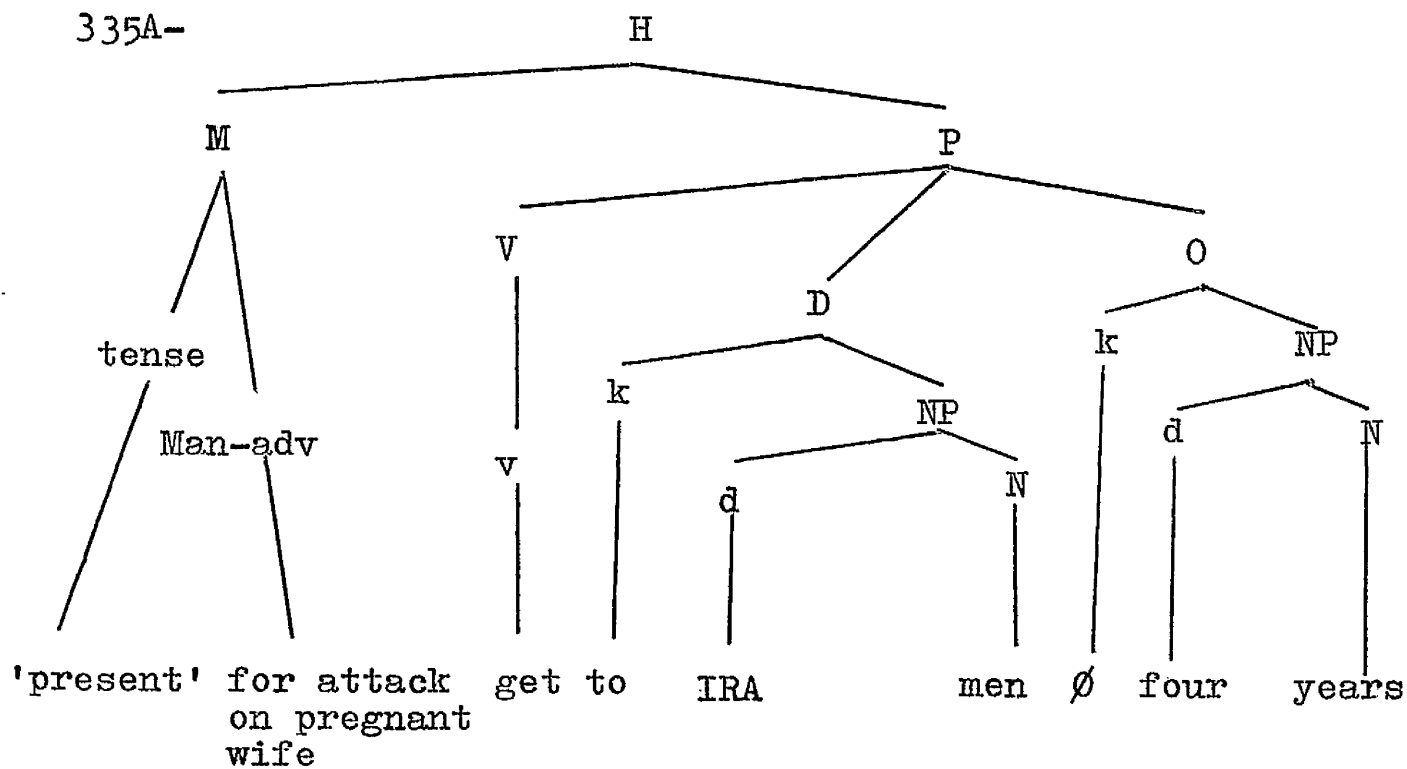 335A-
H
M
P
V
O
D
tense
k
NP
k
NP
Man-adv
d
N
v
d
N
'present' for attack get to IRA men Ø four years
on pregnant
wife